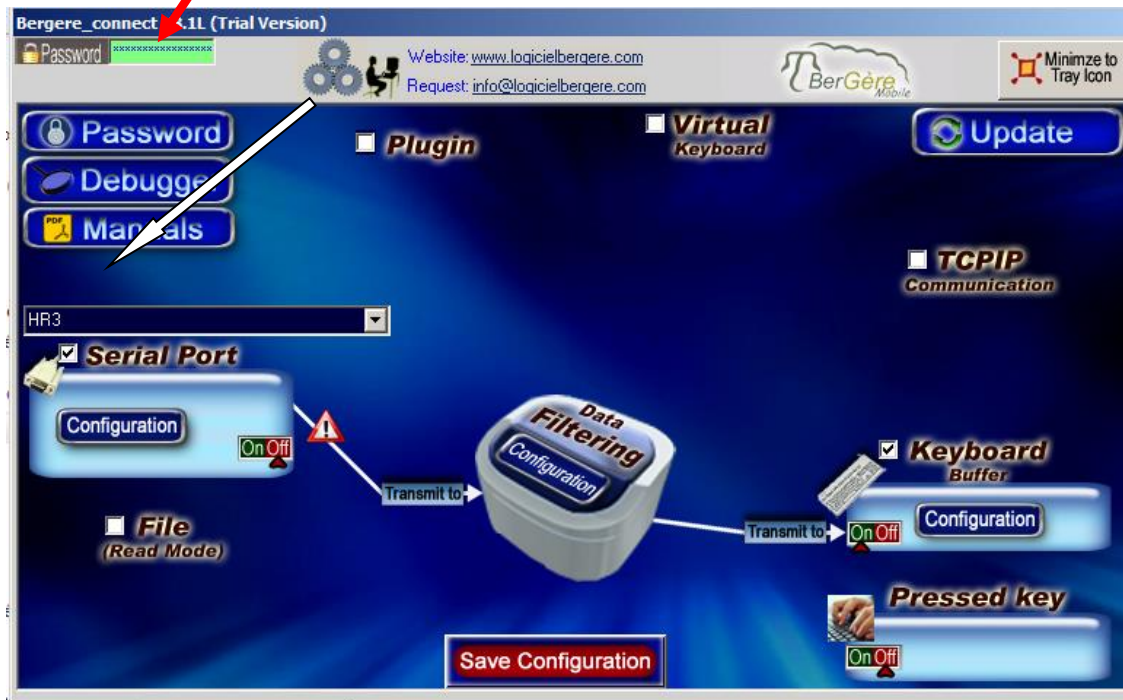 Bergere_connect 3.1L (Trial Version)
Password *****************
Website: www.logicielbergere.com
Request: info@logicielbergere.com
BerGère
Mobile
Minimze to
Tray Icon
Password
Debugger
Manuals
Plugin
Virtual
Keyboard
Update
TCPIP
Communication
HR3
Serial Port
Configuration
On Off
Transmit to
File
(Read Mode)
Data
Filtering
Configuration
Transmit to
Keyboard
Buffer
On Off
Configuration
Pressed key
On Off
Save Configuration